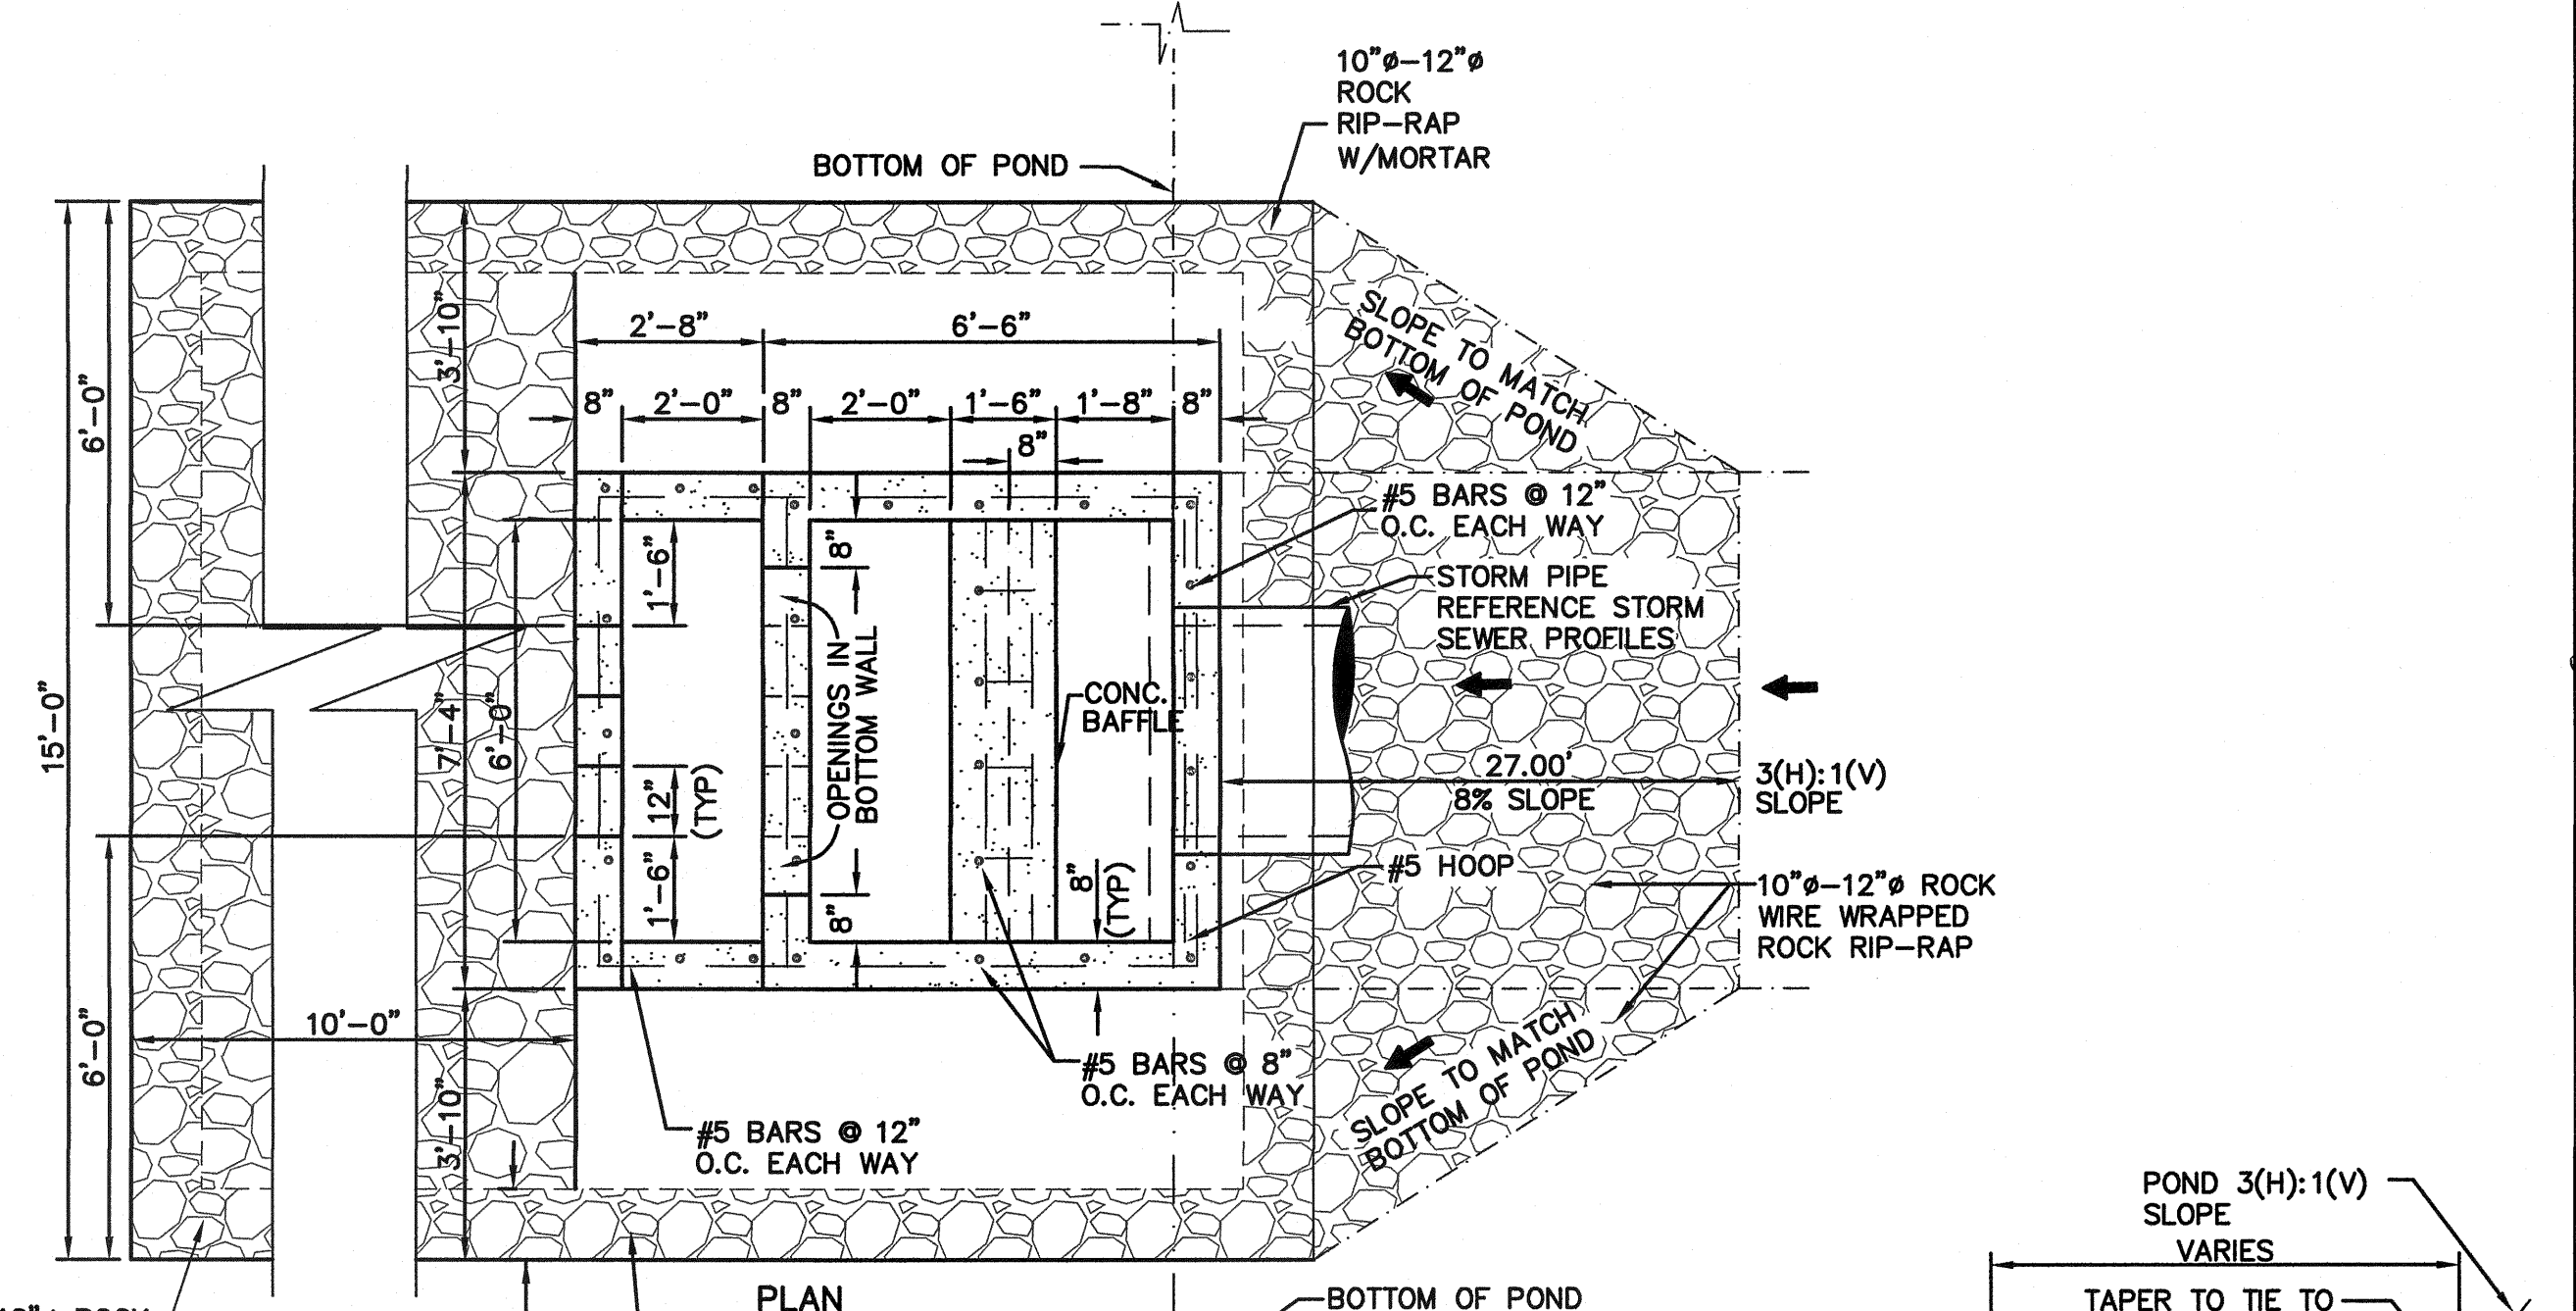 10"ø–12"ø
ROCK
RIP–RAP
W/MORTAR
BOTTOM OF POND
SLOPE TO MATCH
BOTTOM OF POND
2'–8"
6'–6"
8"
2'–0"
8"
2'–0"
1'–6"
1'–8"
8"
8"
3'–10"
6'–0"
15'–0"
7'–4"
6'–0"
1'–6"
8"
OPENINGS IN
BOTTOM WALL
#5 BARS @ 12"
O.C. EACH WAY
STORM PIPE
REFERENCE STORM
SEWER PROFILES
CONC.
BAFFLE
27.00'
8% SLOPE
3(H):1(V)
SLOPE
12"
(TYP)
1'–6"
8"
8"
(TYP)
#5 HOOP
10"ø–12"ø ROCK
WIRE WRAPPED
ROCK RIP–RAP
6'–0"
10'–0"
3'–10"
#5 BARS @ 8"
O.C. EACH WAY
SLOPE TO MATCH
BOTTOM OF POND
#5 BARS @ 12"
O.C. EACH WAY
POND 3(H):1(V)
SLOPE
VARIES
TAPER TO TIE TO
PLAN
BOTTOM OF POND